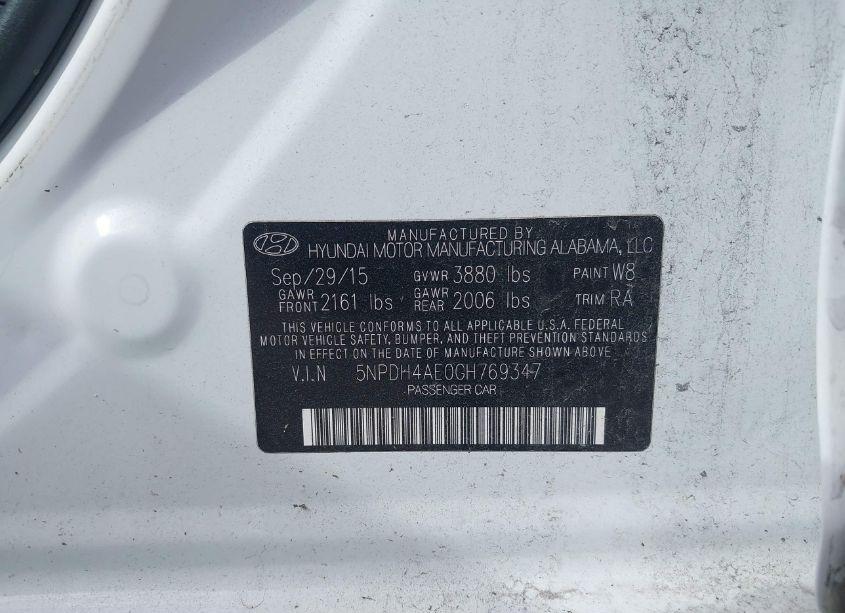 MANUFACTURED BY
HYUNDAI MOTOR MANUFACTURING ALABAMA, LLC
Sep/29/15 GVWR 3880 lbs PAINT W8
GAWR FRONT 2161 lbs GAWR REAR 2006 lbs TRIM RA
THIS VEHICLE CONFORMS TO ALL APPLICABLE U.S.A. FEDERAL
MOTOR VEHICLE SAFETY, BUMPER, AND THEFT PREVENTION STANDARDS
IN EFFECT ON THE DATE OF MANUFACTURE SHOWN ABOVE
V.I.N 5NPDH4AE0GH769347
PASSENGER CAR